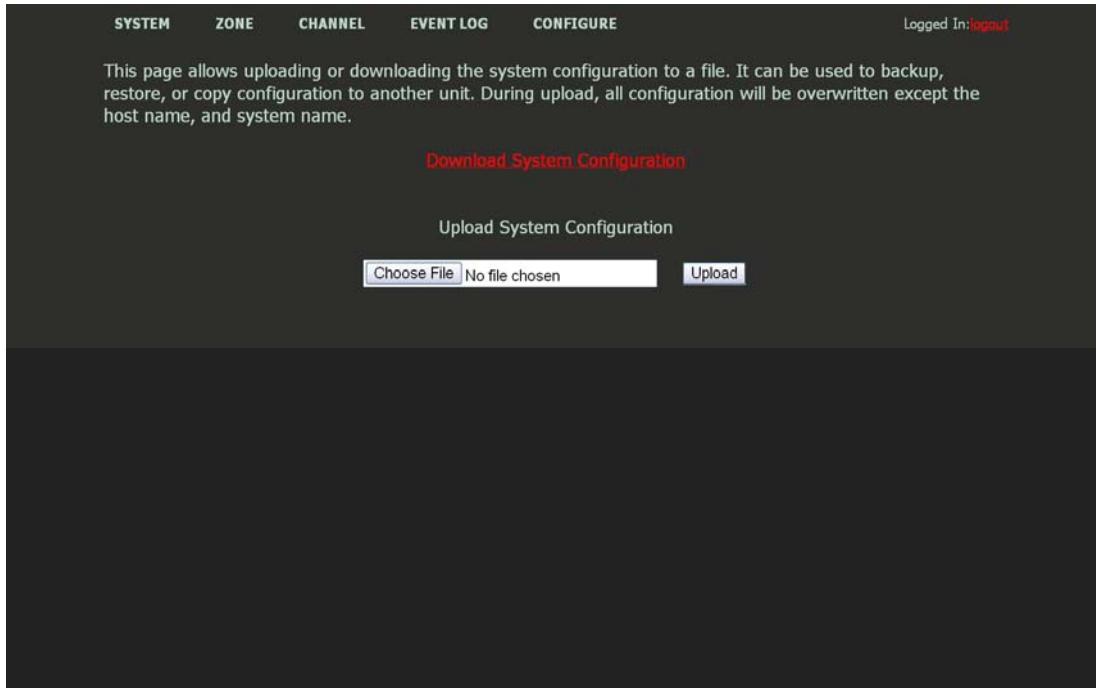 SYSTEM ZONE CHANNEL EVENT LOG CONFIGURE Logged In:logout
This page allows uploading or downloading the system configuration to a file. It can be used to backup,
restore, or copy configuration to another unit. During upload, all configuration will be overwritten except the
host name, and system name.
Download System Configuration
Upload System Configuration
Choose File No file chosen Upload